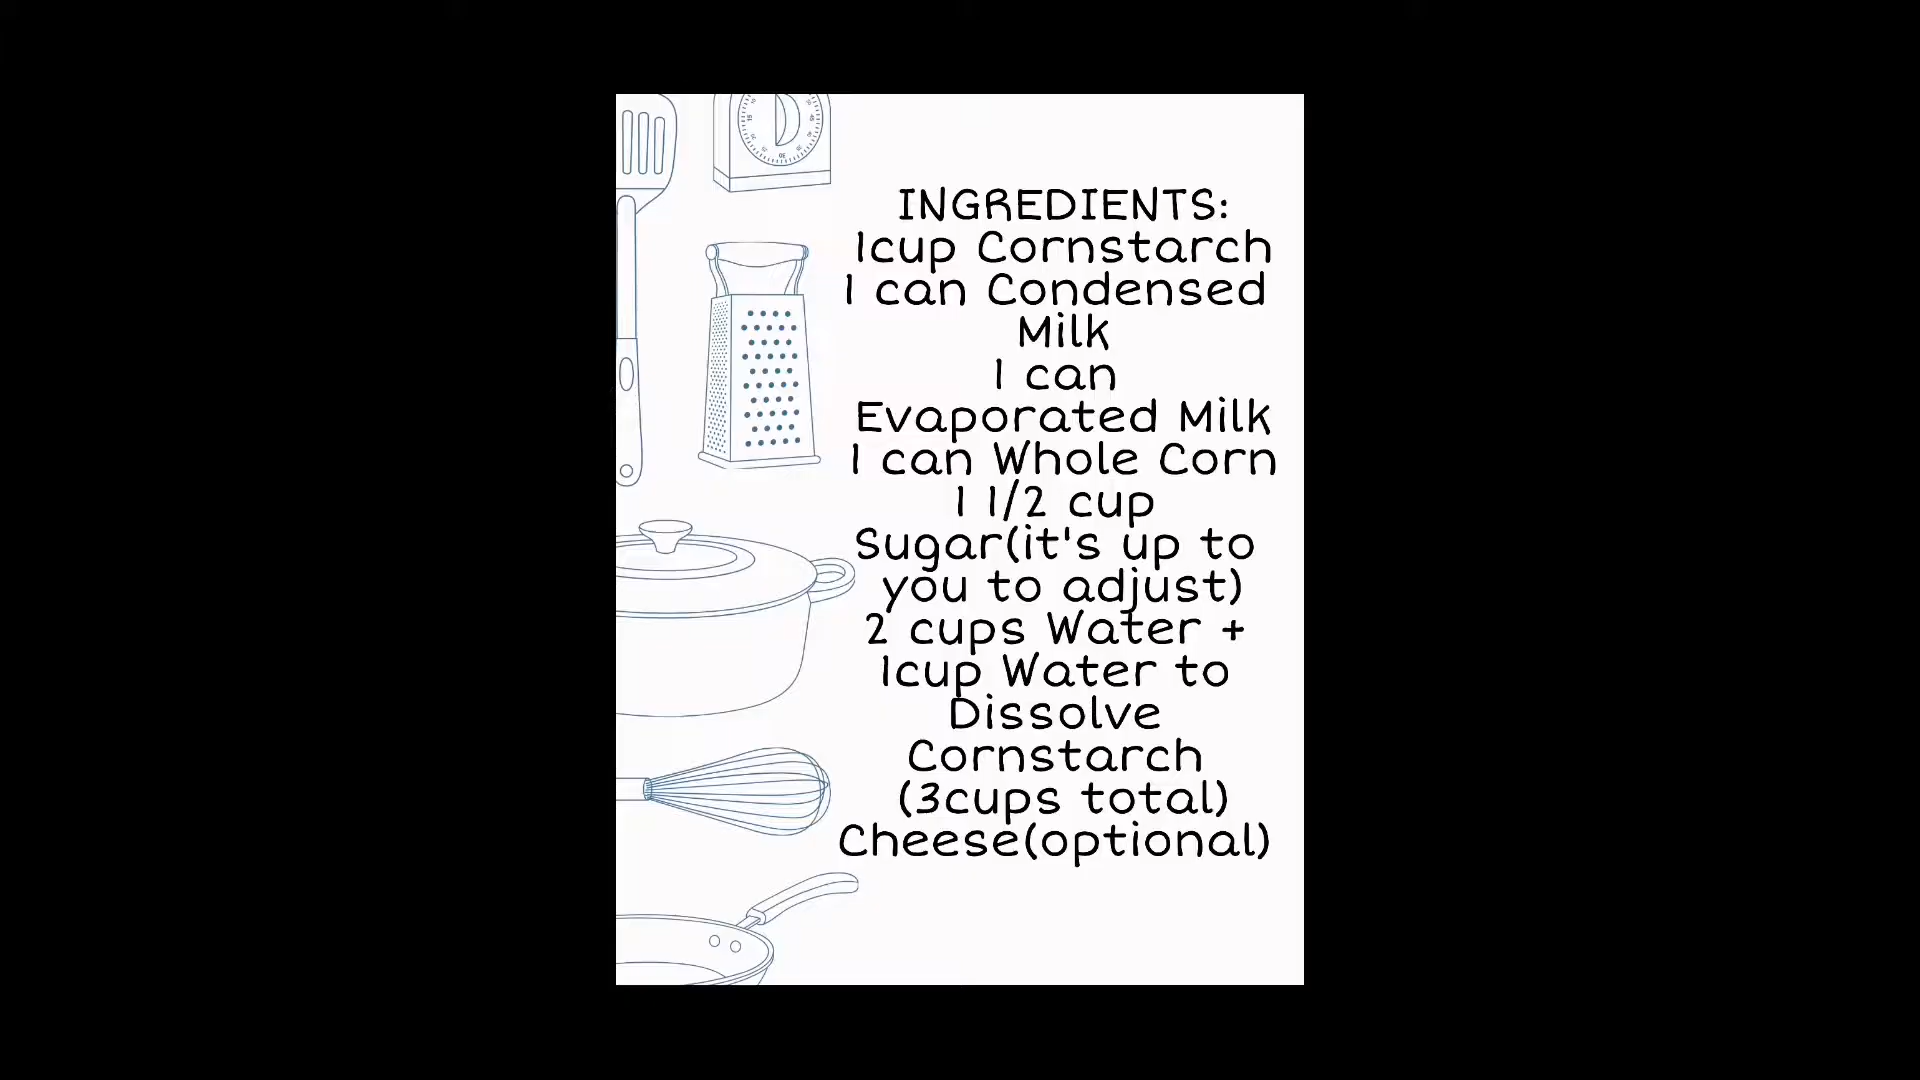 INGREDIENTS:
1cup Cornstarch
1 can Condensed
Milk
1 can
Evaporated Milk
1 can Whole Corn
1 1/2 cup
Sugar(it's up to
you to adjust)
2 cups Water +
1cup Water to
Dissolve
Cornstarch
(3cups total)
Cheese(optional)